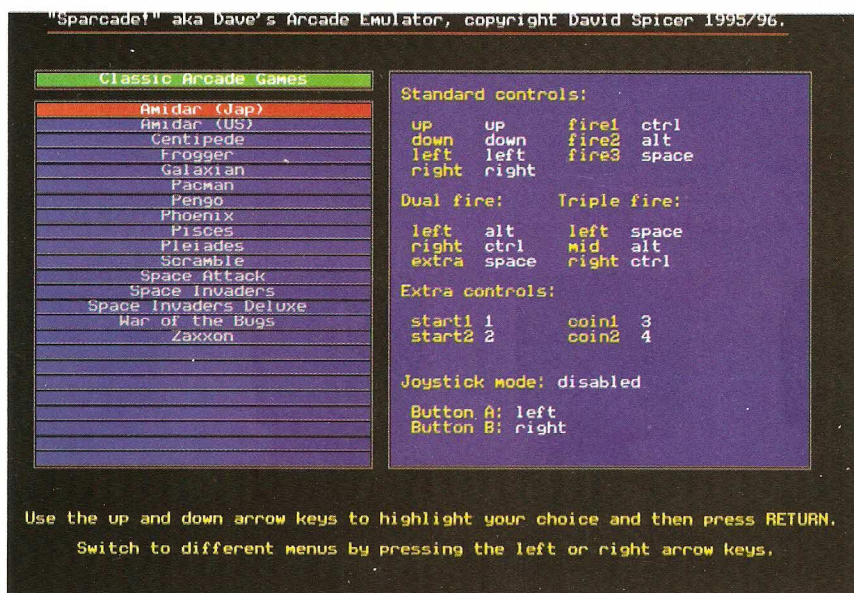 "Sparcade!" aka Dave's Arcade Emulator, copyright David Spicer 1995/96.
Classic Arcade Games
Amidar (Jap)
Amidar (US)
Centipede
Frogger
Galaxian
Pacman
Pengo
Phoenix
Pisces
Pleiades
Scramble
Space Attack
Space Invaders
Space Invaders Deluxe
War of the Bugs
Zaxxon
Standard controls:
up up fire1 ctrl
down down fire2 alt
left left fire3 space
right right
Dual fire: Triple fire:
left alt left space
right ctrl mid alt
extra space right ctrl
Extra controls:
start1 1 coin1 3
start2 2 coin2 4
Joystick mode: disabled
Button A: left
Button B: right
Use the up and down arrow keys to highlight your choice and then press RETURN.
Switch to different menus by pressing the left or right arrow keys.